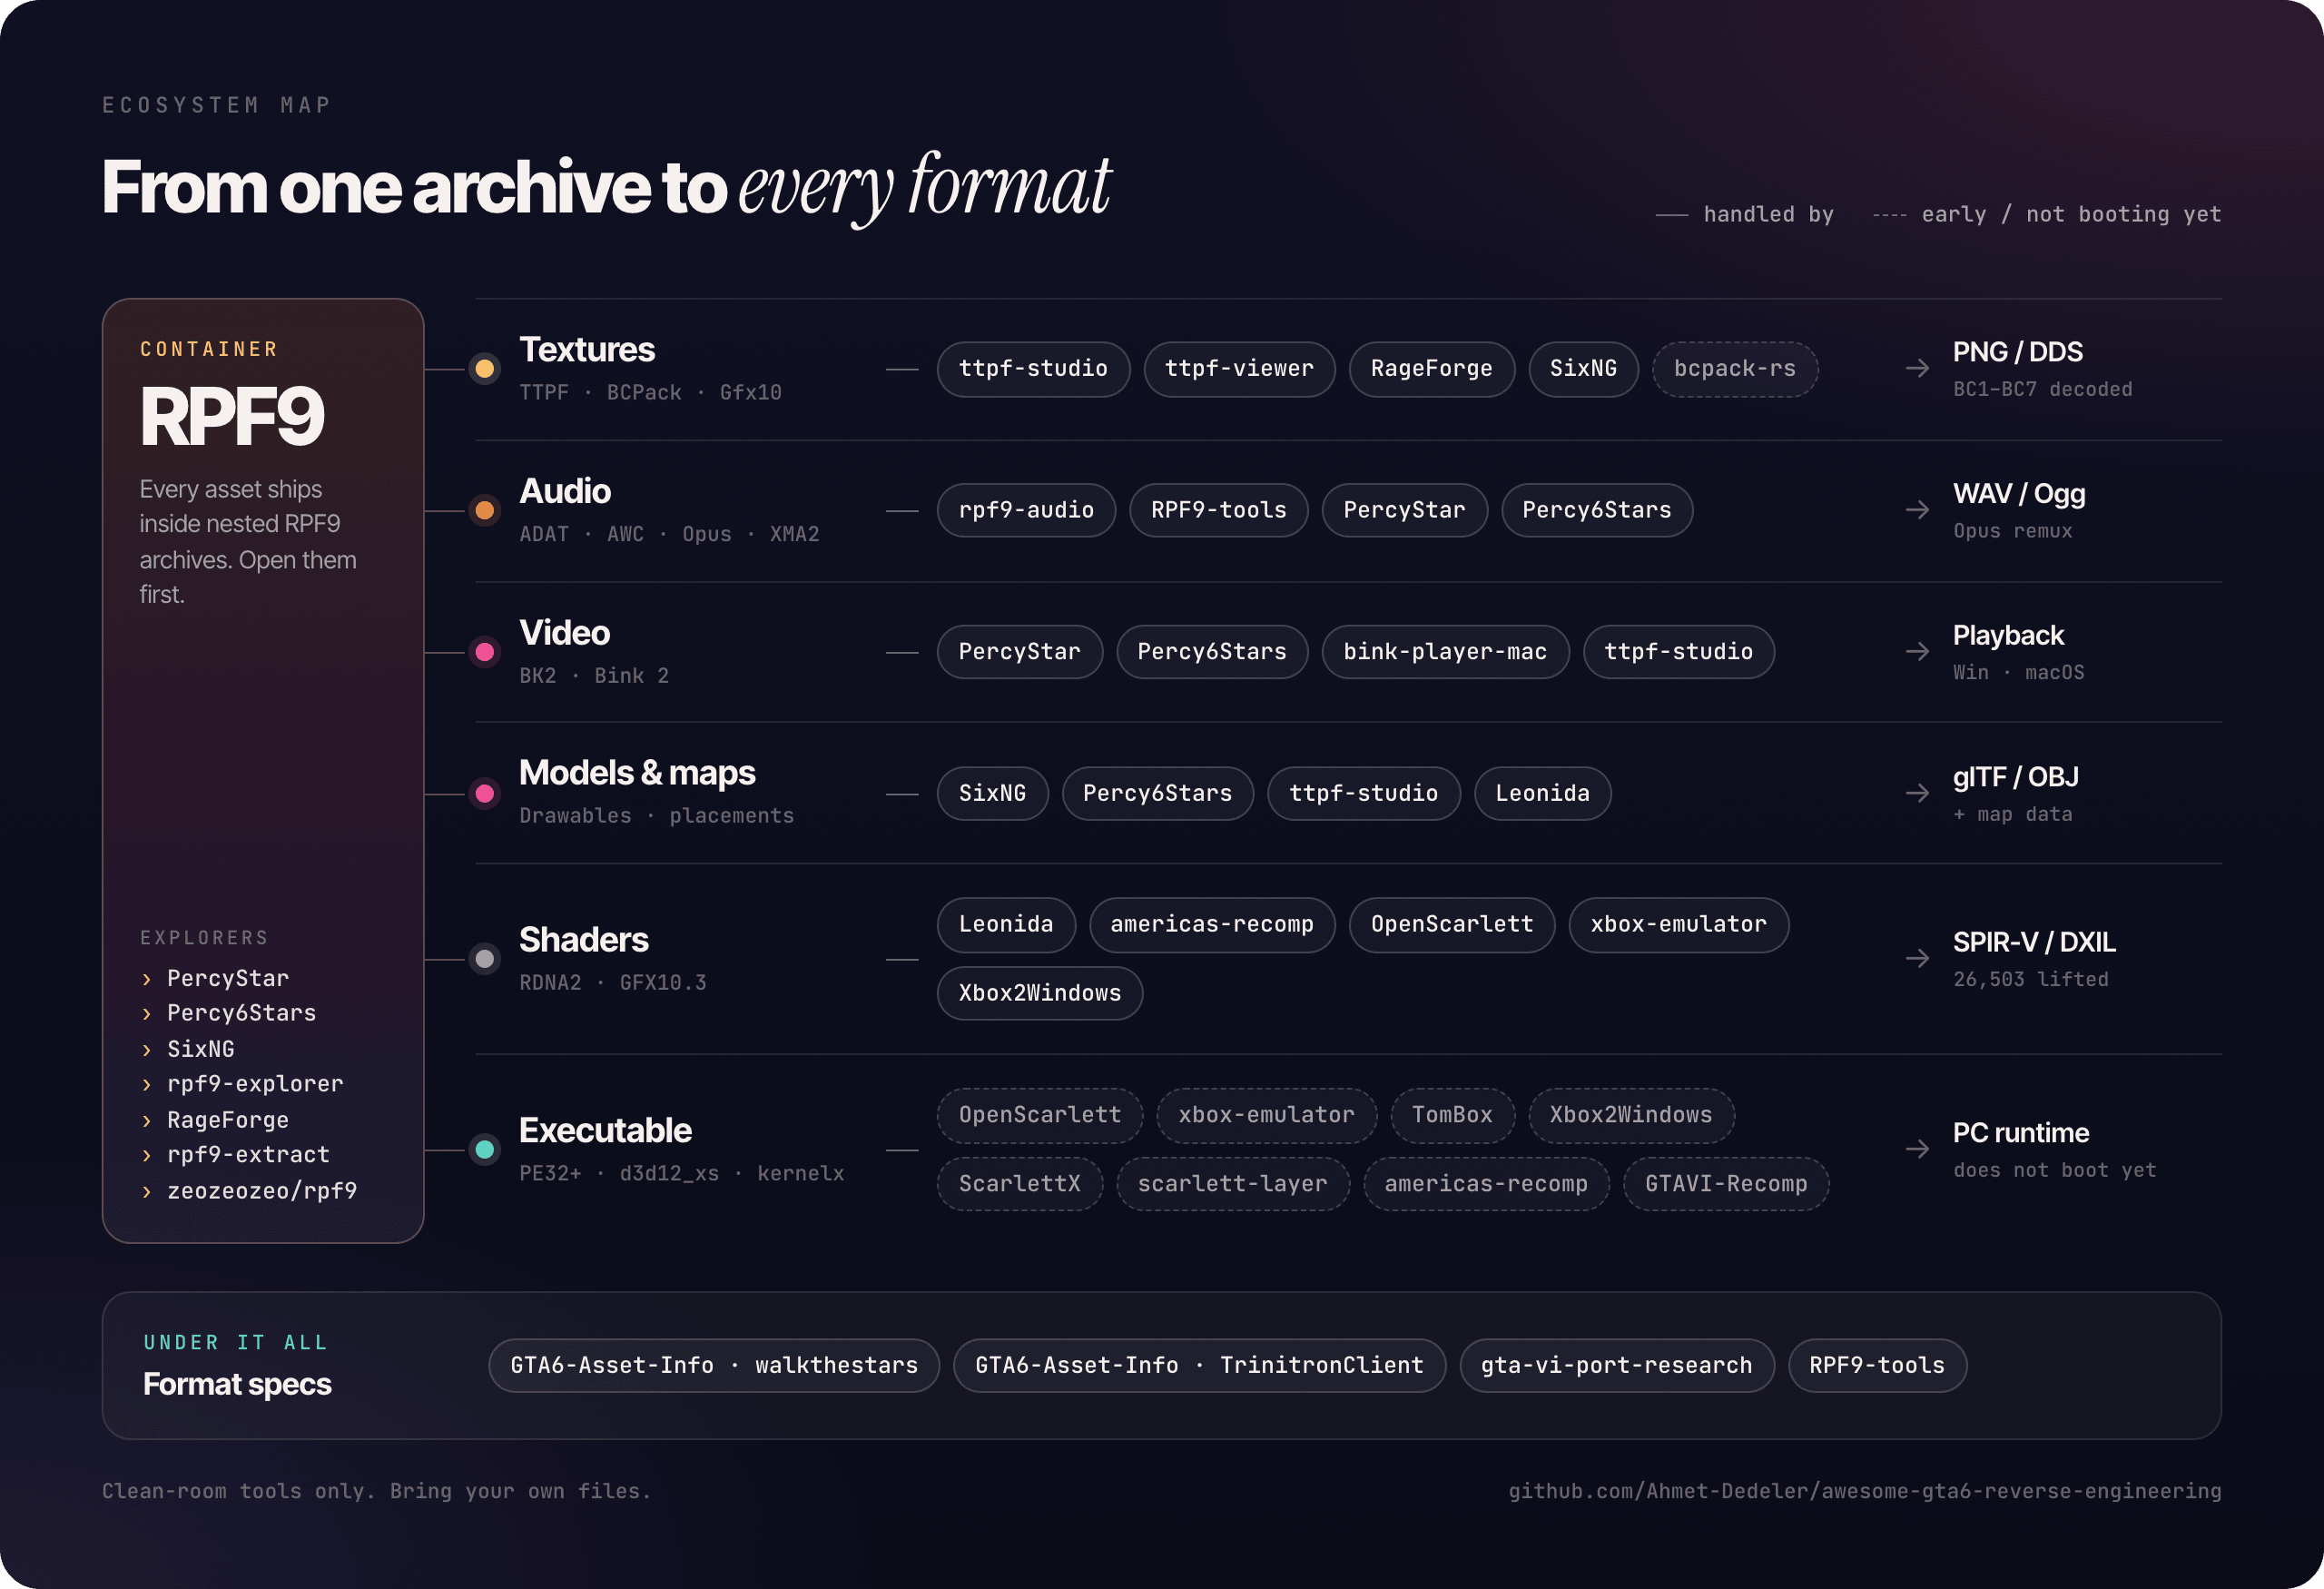 ECOSYSTEM MAP
From one archive to every format
—— handled by ---- early / not booting yet
CONTAINER
RPF9
Every asset ships
inside nested RPF9
archives. Open them
first.
EXPLORERS
› PercyStar
› Percy6Stars
› SixNG
› rpf9-explorer
› RageForge
› rpf9-extract
› zeozeozeo/rpf9
Textures
TTPF · BCPack · Gfx10
ttpf-studio ttpf-viewer RageForge SixNG bcpack-rs
→ PNG / DDS
BC1–BC7 decoded
Audio
ADAT · AWC · Opus · XMA2
rpf9-audio RPF9-tools PercyStar Percy6Stars
→ WAV / Ogg
Opus remux
Video
BK2 · Bink 2
PercyStar Percy6Stars bink-player-mac ttpf-studio
→ Playback
Win · macOS
Models & maps
Drawables · placements
SixNG Percy6Stars ttpf-studio Leonida
→ glTF / OBJ
+ map data
Shaders
RDNA2 · GFX10.3
Leonida americas-recomp OpenScarlett xbox-emulator
Xbox2Windows
→ SPIR-V / DXIL
26,503 lifted
Executable
PE32+ · d3d12_xs · kernelx
OpenScarlett xbox-emulator TomBox Xbox2Windows
ScarlettX scarlett-layer americas-recomp GTAVI-Recomp
→ PC runtime
does not boot yet
UNDER IT ALL
Format specs
GTA6-Asset-Info · walkthestars GTA6-Asset-Info · TrinitronClient gta-vi-port-research RPF9-tools
Clean-room tools only. Bring your own files.
github.com/Ahmet-Dedeler/awesome-gta6-reverse-engineering